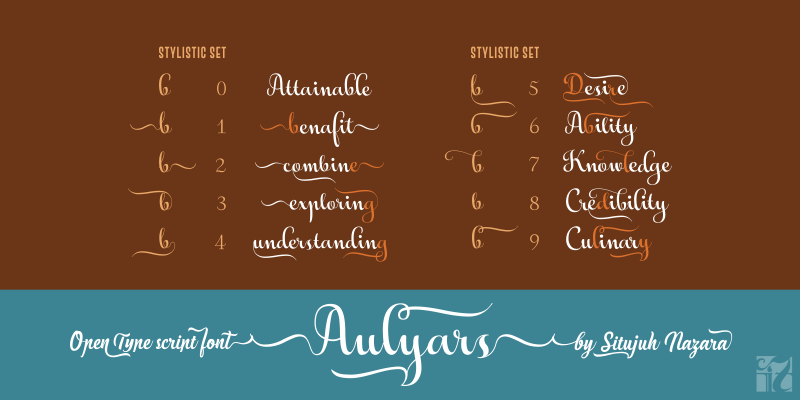 STYLISTIC SET
b 0 Attainable
b 1 benafit
b 2 combine
b 3 exploring
b 4 understanding
STYLISTIC SET
b 5 Desire
b 6 Ability
b 7 Knowledge
b 8 Credibility
b 9 Culinary
Open Type script font Aulyars by Situjuh Nazara